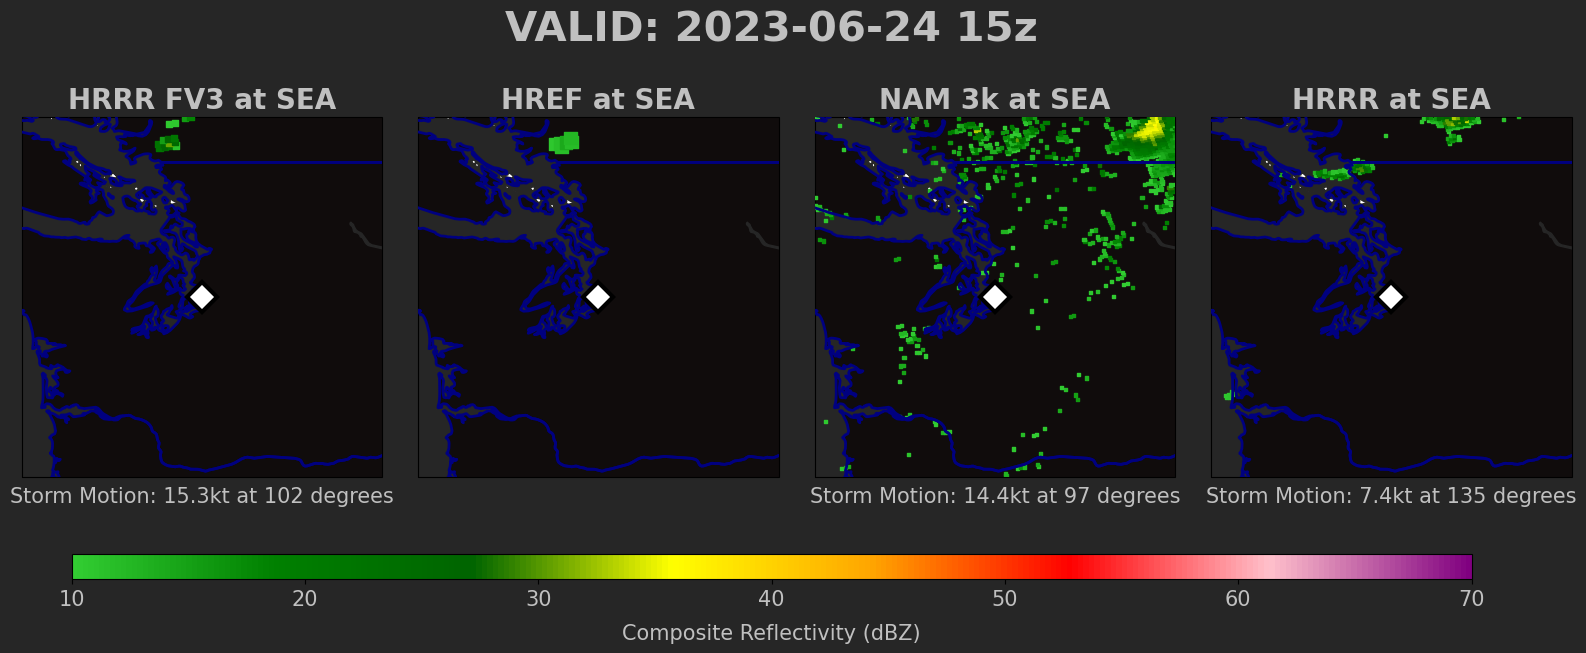 VALID: 2023-06-24 15z
HRRR FV3 at SEA
HREF at SEA
NAM 3k at SEA
HRRR at SEA
Storm Motion: 15.3kt at 102 degrees
Storm Motion: 14.4kt at 97 degrees
Storm Motion: 7.4kt at 135 degrees
10 20 30 40 50 60 70
Composite Reflectivity (dBZ)